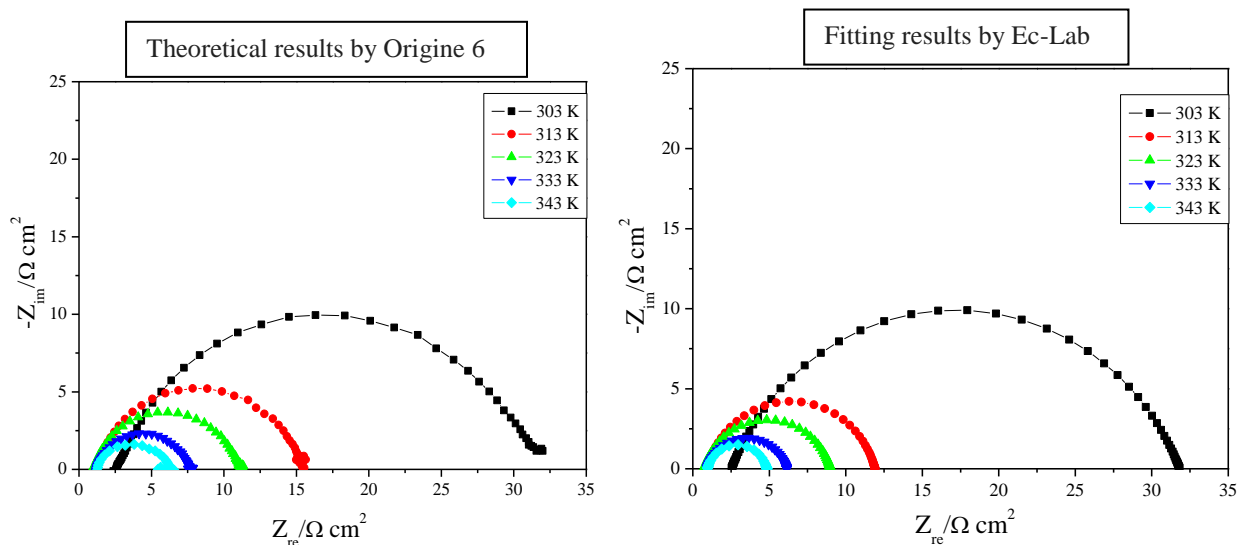 Theoretical results by Origine 6
25
20
15
10
5
0
0 5 10 15 20 25 30 35
-Z_im/Ω cm²
Z_re/Ω cm²
303 K
313 K
323 K
333 K
343 K
Fitting results by Ec-Lab
25
20
15
10
5
0
0 5 10 15 20 25 30 35
-Z_im/Ω cm²
Z_re/Ω cm²
303 K
313 K
323 K
333 K
343 K